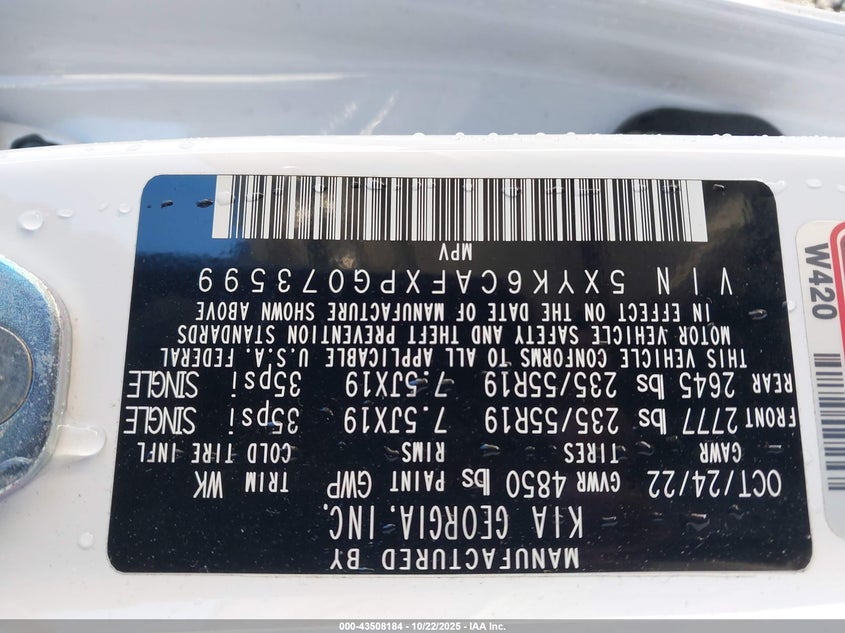 MANUFACTURED BY
KIA GEORGIA. INC.
OCT/24/22 GVWR 4850 lbs PAINT GWP TRIM WK
GAWR TIRES RIMS COLD TIRE INFL
FRONT 2777 lbs 235/55R19 7.5JX19 35psi SINGLE
REAR 2645 lbs 235/55R19 7.5JX19 35psi SINGLE
THIS VEHICLE CONFORMS TO ALL APPLICABLE U.S.A. FEDERAL
MOTOR VEHICLE SAFETY AND THEFT PREVENTION STANDARDS
IN EFFECT ON THE DATE OF MANUFACTURE SHOWN ABOVE
VIN 5XYK6CAFXPG073599
MPV
W420
000-43508184 - 10/22/2025 - IAA Inc.